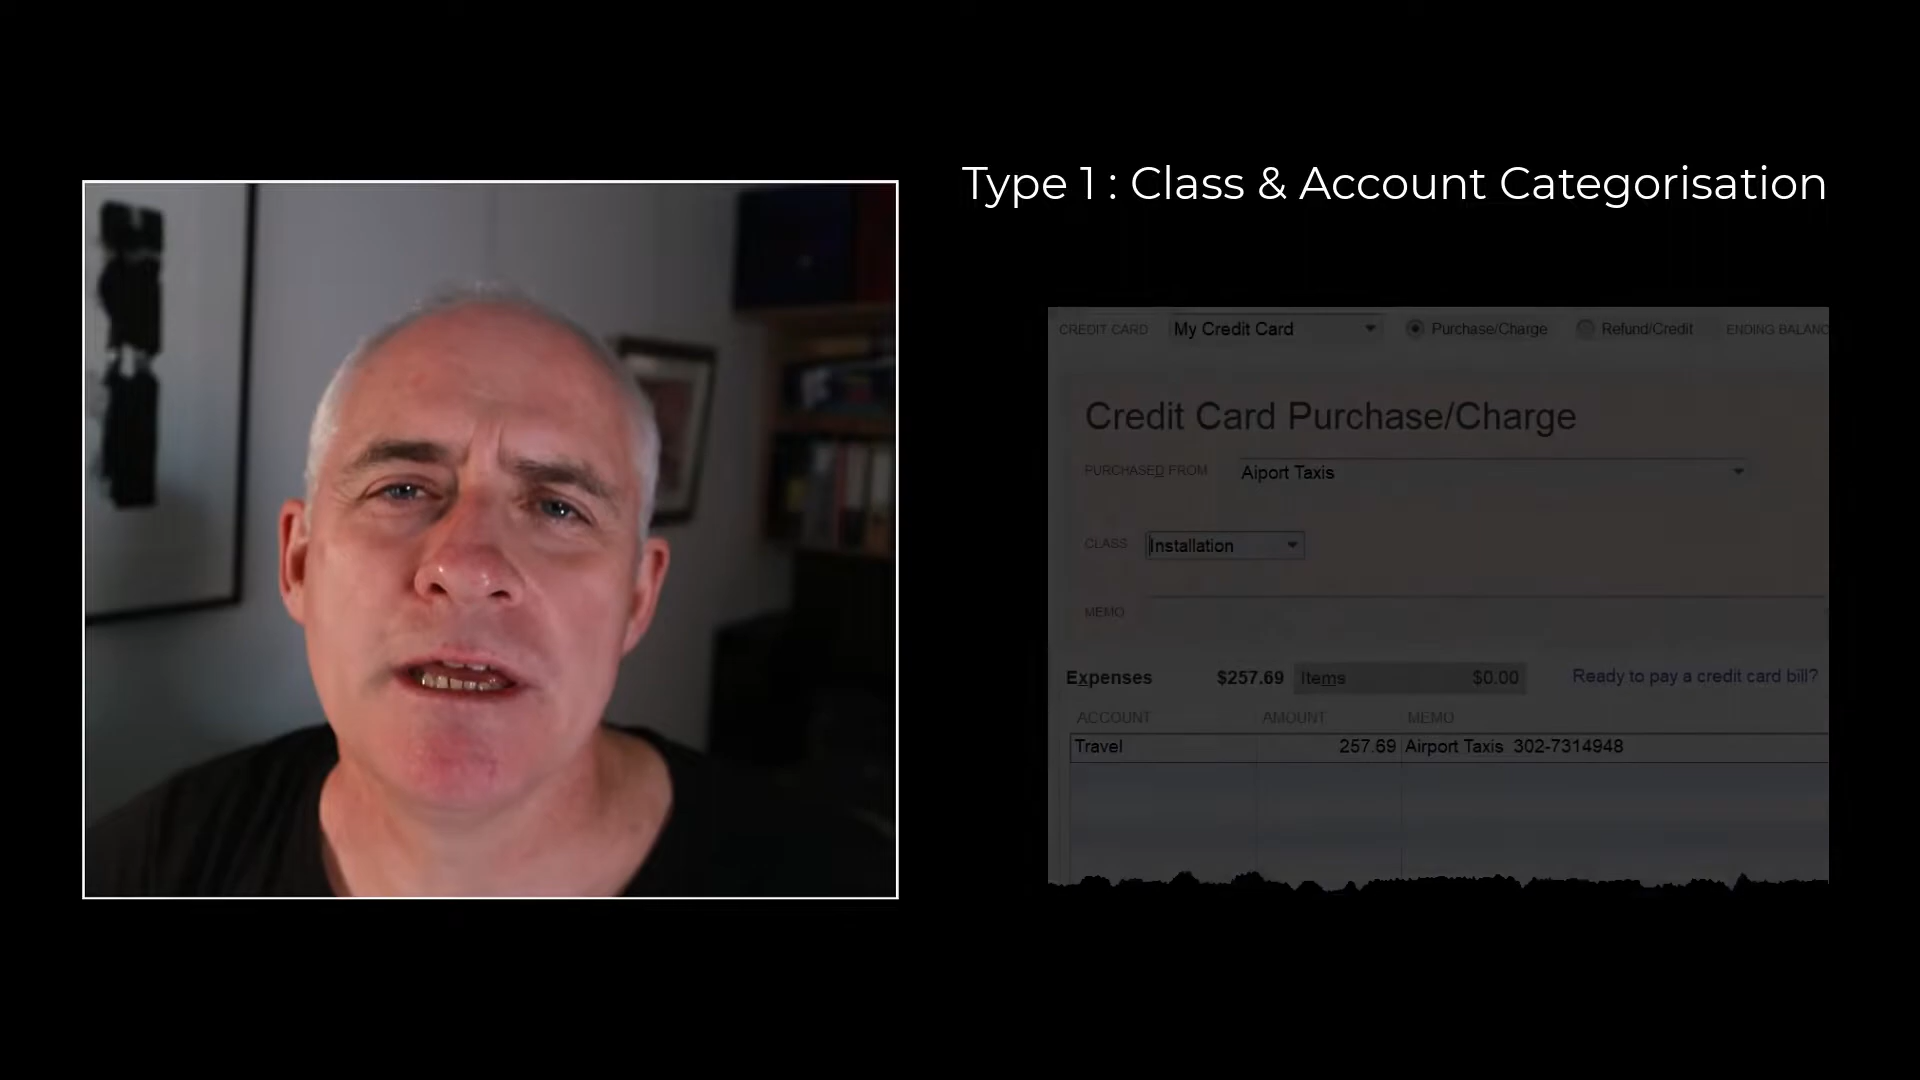 Type 1 : Class & Account Categorisation
CREDIT CARD My Credit Card Purchase/Charge Refund/Credit ENDING BALANC
Credit Card Purchase/Charge
PURCHASED FROM Aiport Taxis
CLASS Installation
MEMO
Expenses $257.69 Items $0.00 Ready to pay a credit card bill?
ACCOUNT AMOUNT MEMO
Travel 257.69 Airport Taxis 302-7314948